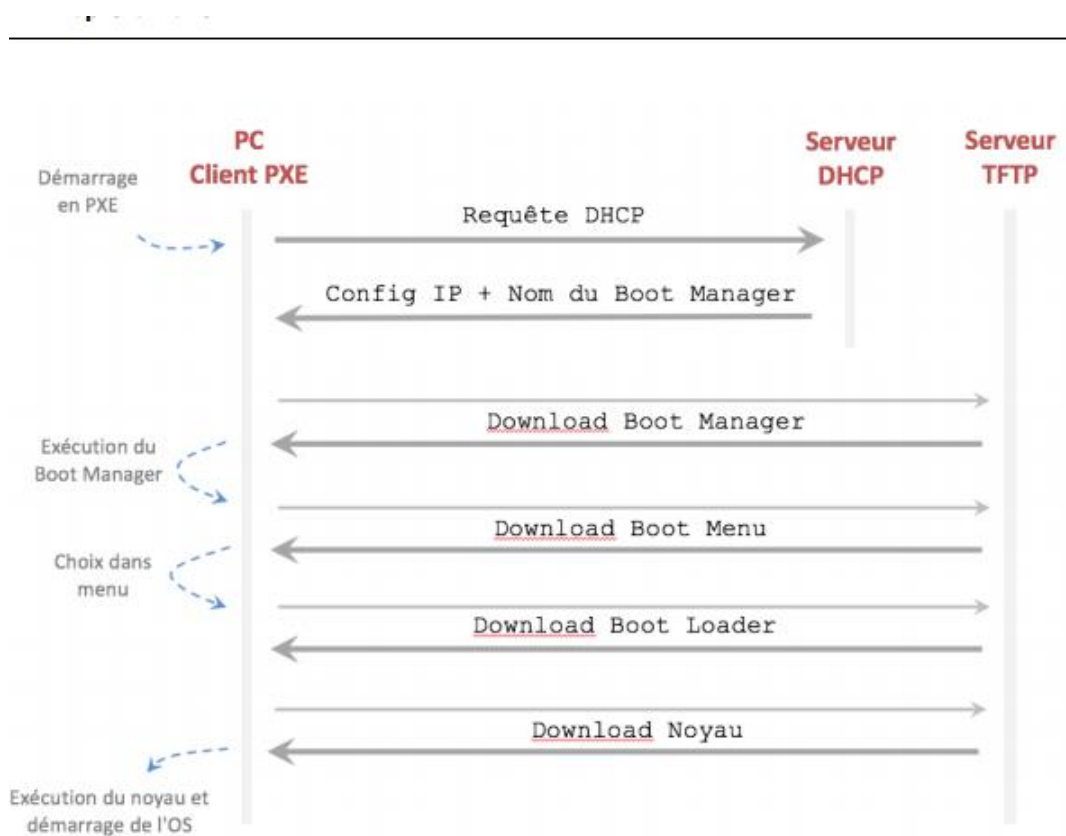 PC
Client PXE
Serveur
DHCP
Serveur
TFTP
Démarrage
en PXE
Requête DHCP
Config IP + Nom du Boot Manager
Download Boot Manager
Exécution du
Boot Manager
Download Boot Menu
Choix dans
menu
Download Boot Loader
Download Noyau
Exécution du noyau et
démarrage de l'OS